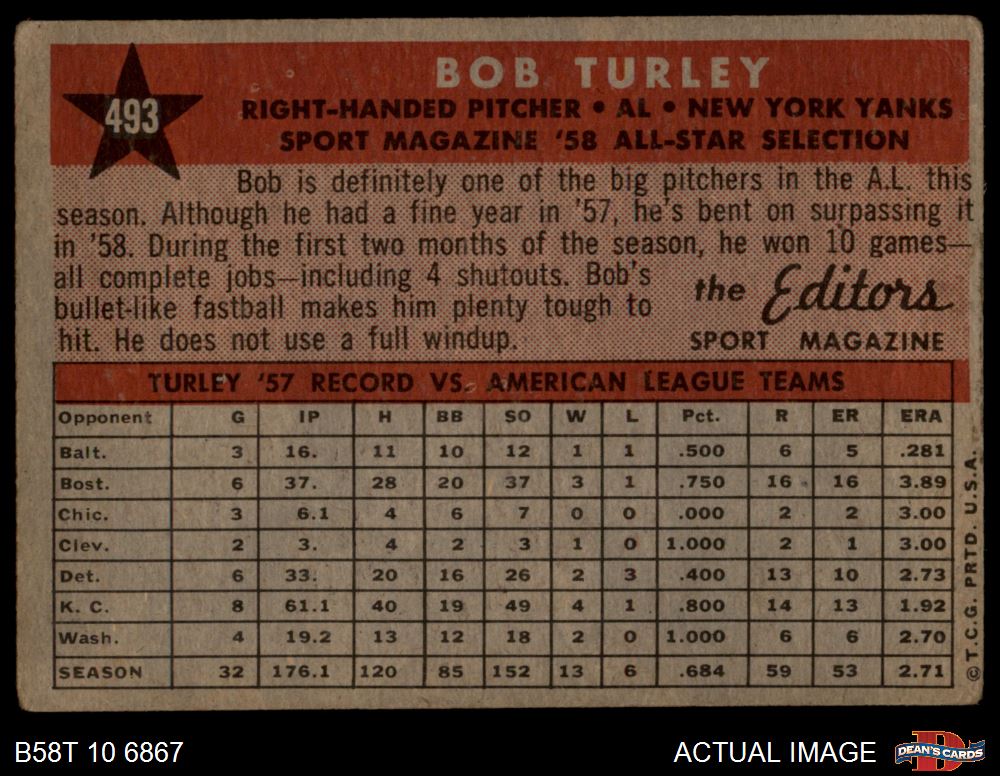 493
BOB TURLEY
RIGHT-HANDED PITCHER • AL • NEW YORK YANKS
SPORT MAGAZINE '58 ALL-STAR SELECTION
Bob is definitely one of the big pitchers in the A.L. this
season. Although he had a fine year in '57, he's bent on surpassing it
in '58. During the first two months of the season, he won 10 games—
all complete jobs—including 4 shutouts. Bob's
bullet-like fastball makes him plenty tough to
hit. He does not use a full windup.
the Editors
SPORT MAGAZINE
TURLEY '57 RECORD VS. AMERICAN LEAGUE TEAMS
Opponent G IP H BB SO W L Pct. R ER ERA
Balt. 3 16. 11 10 12 1 1 .500 6 5 .281
Bost. 6 37. 28 20 37 3 1 .750 16 16 3.89
Chic. 3 6.1 4 6 7 0 0 .000 2 2 3.00
Clev. 2 3. 4 2 3 1 0 1.000 2 1 3.00
Det. 6 33. 20 16 26 2 3 .400 13 10 2.73
K. C. 8 61.1 40 19 49 4 1 .800 14 13 1.92
Wash. 4 19.2 13 12 18 2 0 1.000 6 6 2.70
SEASON 32 176.1 120 85 152 13 6 .684 59 53 2.71
© T.C.G. PRTD. U.S.A.
B58T 10 6867
ACTUAL IMAGE
DEAN'S CARDS